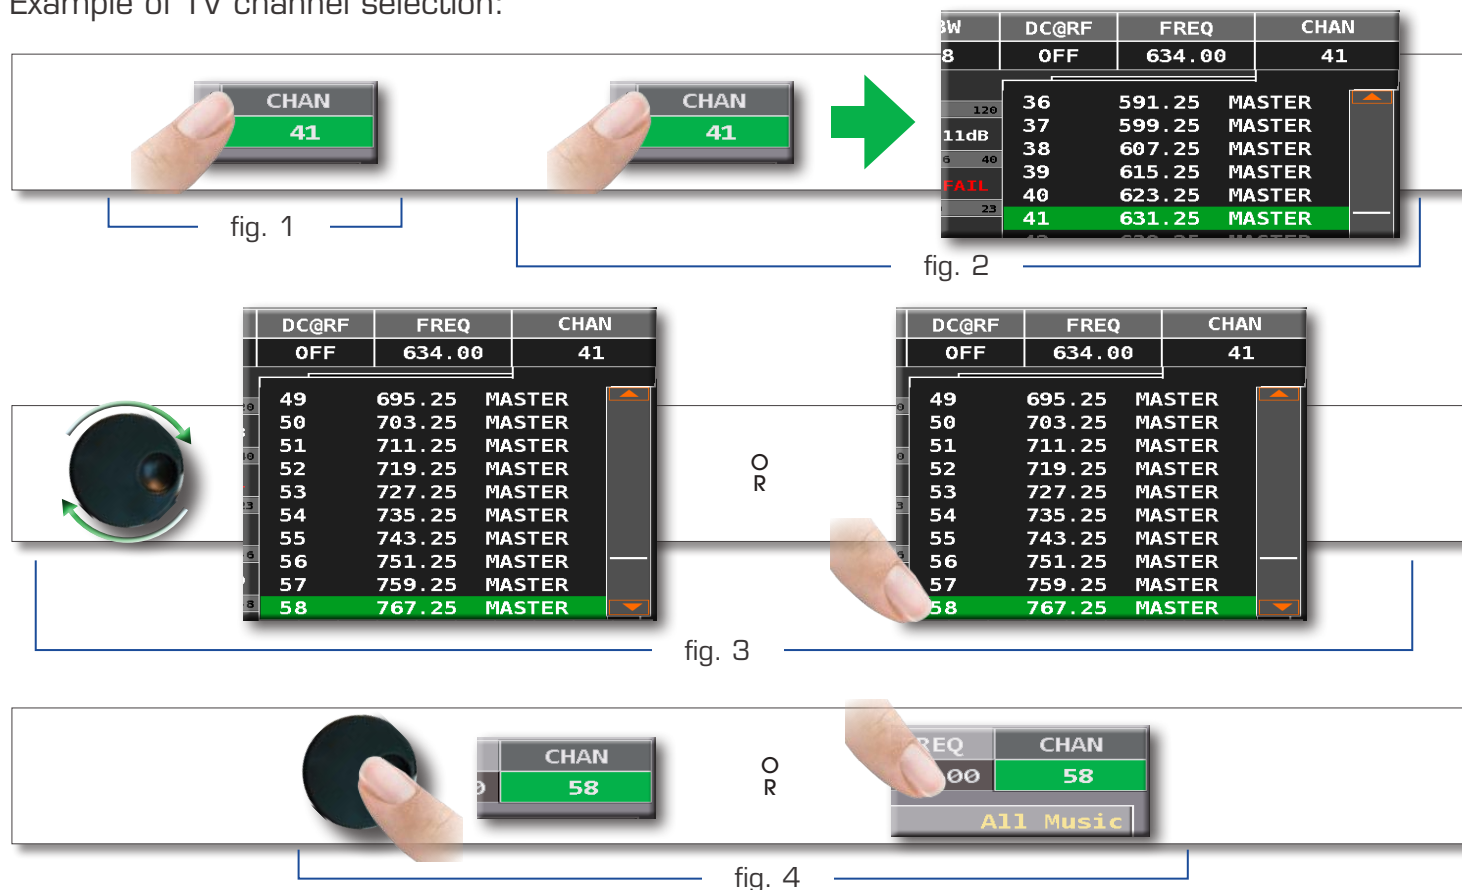 Example of TV channel selection:
CHAN
41
fig. 1
CHAN
41
BW DC@RF FREQ CHAN
8 OFF 634.00 41
120
11dB
6 40
FAIL
23
36 591.25 MASTER
37 599.25 MASTER
38 607.25 MASTER
39 615.25 MASTER
40 623.25 MASTER
41 631.25 MASTER
fig. 2
DC@RF FREQ CHAN
OFF 634.00 41
49 695.25 MASTER
50 703.25 MASTER
51 711.25 MASTER
52 719.25 MASTER
53 727.25 MASTER
54 735.25 MASTER
55 743.25 MASTER
56 751.25 MASTER
57 759.25 MASTER
58 767.25 MASTER
O
R
DC@RF FREQ CHAN
OFF 634.00 41
49 695.25 MASTER
50 703.25 MASTER
51 711.25 MASTER
52 719.25 MASTER
53 727.25 MASTER
54 735.25 MASTER
55 743.25 MASTER
56 751.25 MASTER
57 759.25 MASTER
58 767.25 MASTER
fig. 3
CHAN
58
O
R
REQ CHAN
00 58
All Music
fig. 4